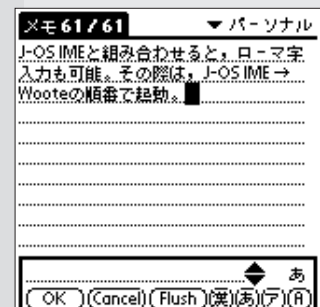 メモ 61/61 ▼ パーソナル
J-OS IMEと組み合わせると，ローマ字
入力も可能。その際は，J-OS IME→
Wooteの順番で起動。
あ
OK Cancel Flush 漢 あ ア A